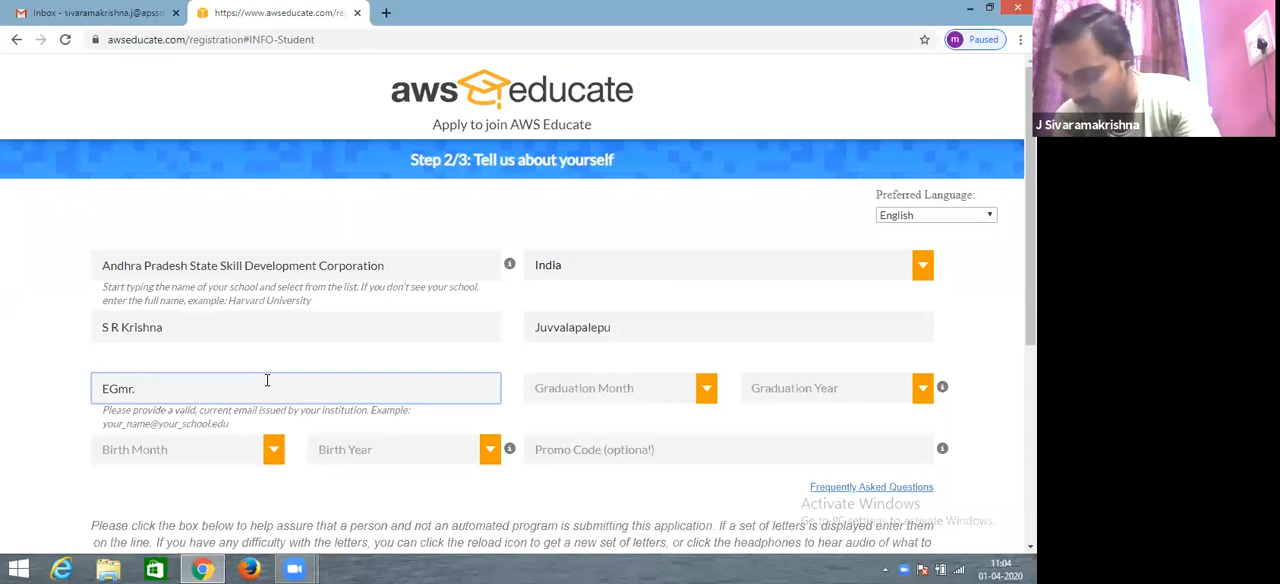 Inbox - sivaramakrishna.j@apss
https://www.awseducate.com/re
awseducate.com/registration#INFO-Student
m Paused
J Sivaramakrishna
aws educate
Apply to join AWS Educate
Step 2/3: Tell us about yourself
Preferred Language:
English
Andhra Pradesh State Skill Development Corporation
India
Start typing the name of your school and select from the list. If you don't see your school,
enter the full name, example: Harvard University
S R Krishna
Juvvalapalepu
EGmr.
Graduation Month
Graduation Year
Please provide a valid, current email issued by your institution. Example:
your_name@your_school.edu
Birth Month
Birth Year
Promo Code (optional)
Frequently Asked Questions
Activate Windows
Go to PC settings to activate Windows.
Please click the box below to help assure that a person and not an automated program is submitting this application. If a set of letters is displayed enter them
on the line. If you have any difficulty with the letters, you can click the reload icon to get a new set of letters, or click the headphones to hear audio of what to
11:04
01-04-2020